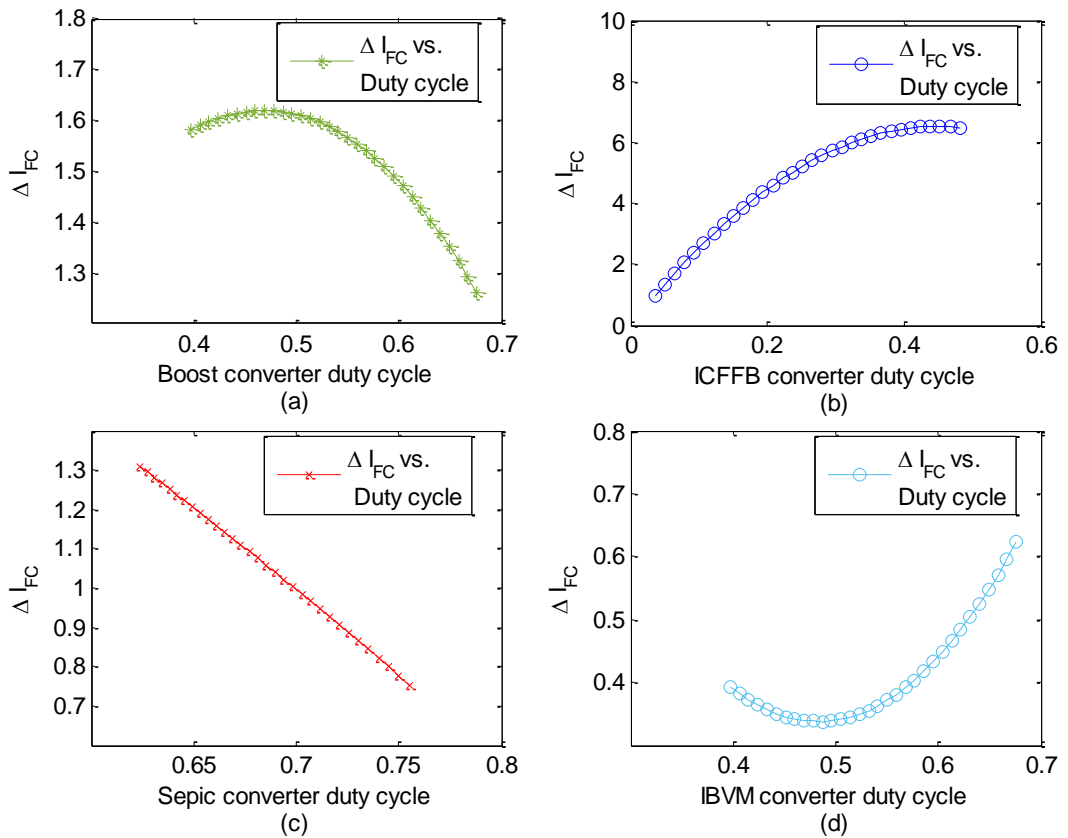 1.8
1.7
1.6
1.5
1.4
1.3
Δ I_FC
Δ I_FC vs.
Duty cycle
0.4 0.5 0.6 0.7
Boost converter duty cycle
(a)
10
8
6
4
2
0
Δ I_FC
Δ I_FC vs.
Duty cycle
0 0.2 0.4 0.6
ICFFB converter duty cycle
(b)
1.3
1.2
1.1
1
0.9
0.8
0.7
Δ I_FC
Δ I_FC vs.
Duty cycle
0.65 0.7 0.75 0.8
Sepic converter duty cycle
(c)
0.8
0.7
0.6
0.5
0.4
Δ I_FC
Δ I_FC vs.
Duty cycle
0.4 0.5 0.6 0.7
IBVM converter duty cycle
(d)